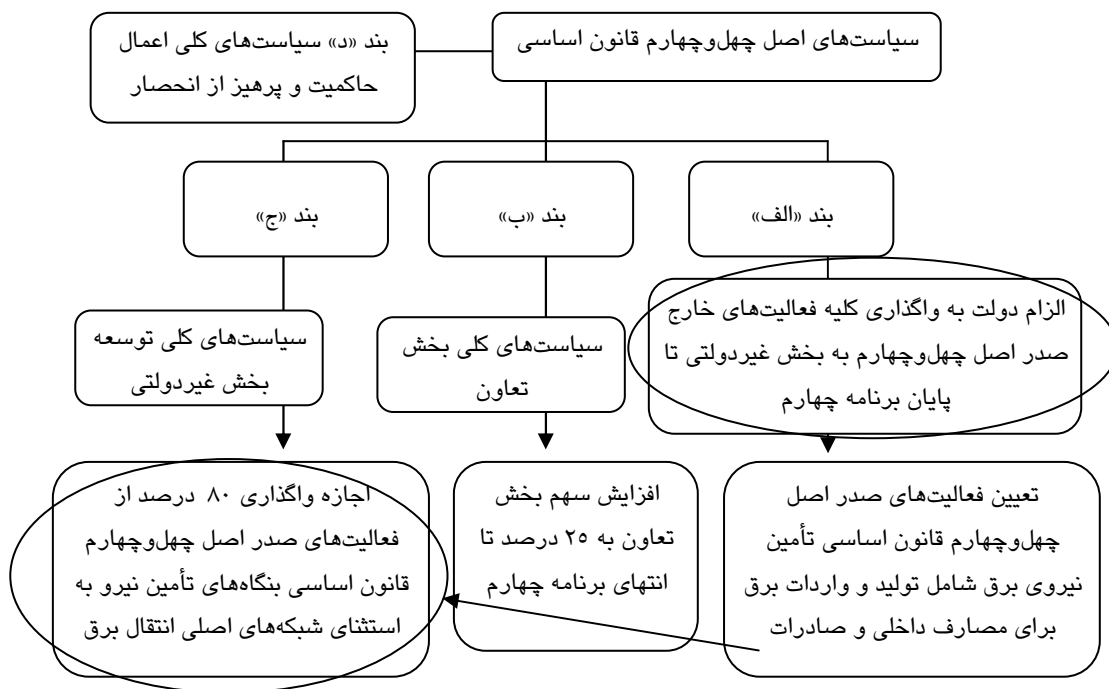 سیاست‌های اصل چهل‌وچهارم قانون اساسی
بند «د» سیاست‌های کلی اعمال
حاکمیت و پرهیز از انحصار
بند «الف»
بند «ب»
بند «ج»
الزام دولت به واگذاری کلیه فعالیت‌های خارج
صدر اصل چهل‌وچهارم به بخش غیردولتی تا
پایان برنامه چهارم
سیاست‌های کلی بخش
تعاون
سیاست‌های کلی توسعه
بخش غیردولتی
تعیین فعالیت‌های صدر اصل
چهل‌وچهارم قانون اساسی تأمین
نیروی برق شامل تولید و واردات برق
برای مصارف داخلی و صادرات
افزایش سهم بخش
تعاون به ۲۵ درصد تا
انتهای برنامه چهارم
اجازه واگذاری ۸۰ درصد از
فعالیت‌های صدر اصل چهل‌وچهارم
قانون اساسی بنگاه‌های تأمین نیرو به
استثنای شبکه‌های اصلی انتقال برق